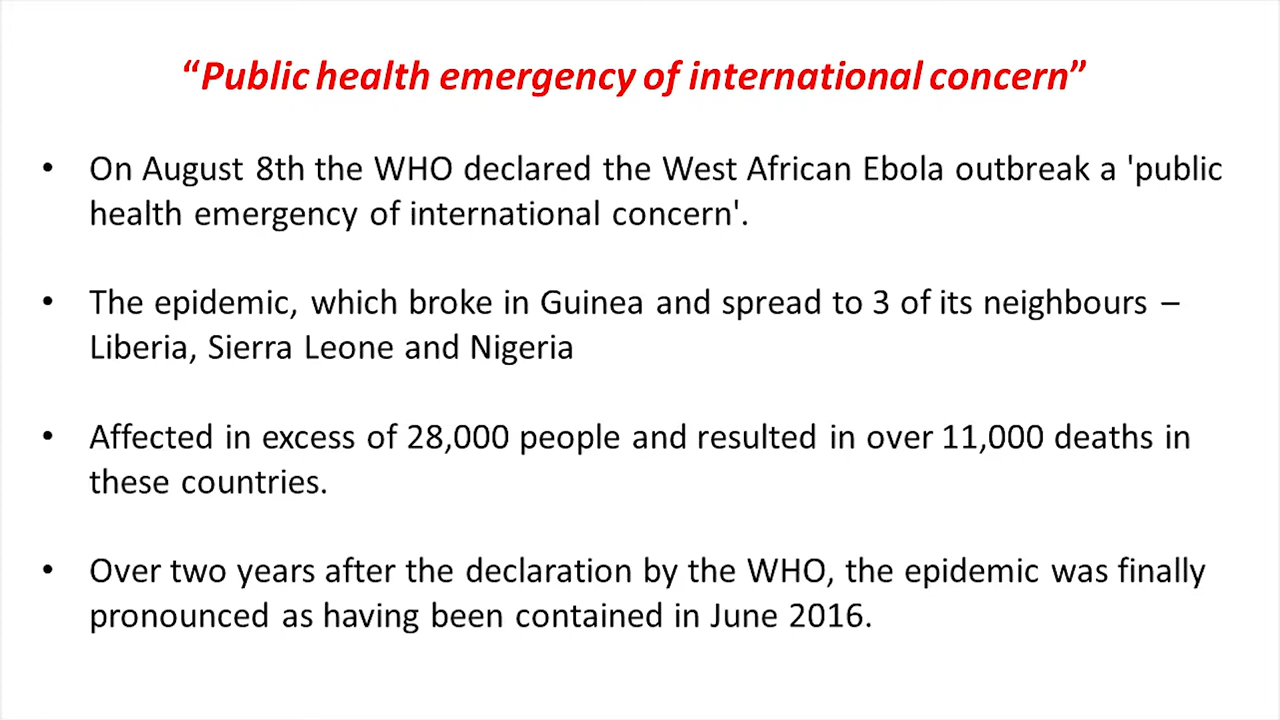 “Public health emergency of international concern”
• On August 8th the WHO declared the West African Ebola outbreak a 'public
health emergency of international concern'.
• The epidemic, which broke in Guinea and spread to 3 of its neighbours –
Liberia, Sierra Leone and Nigeria
• Affected in excess of 28,000 people and resulted in over 11,000 deaths in
these countries.
• Over two years after the declaration by the WHO, the epidemic was finally
pronounced as having been contained in June 2016.